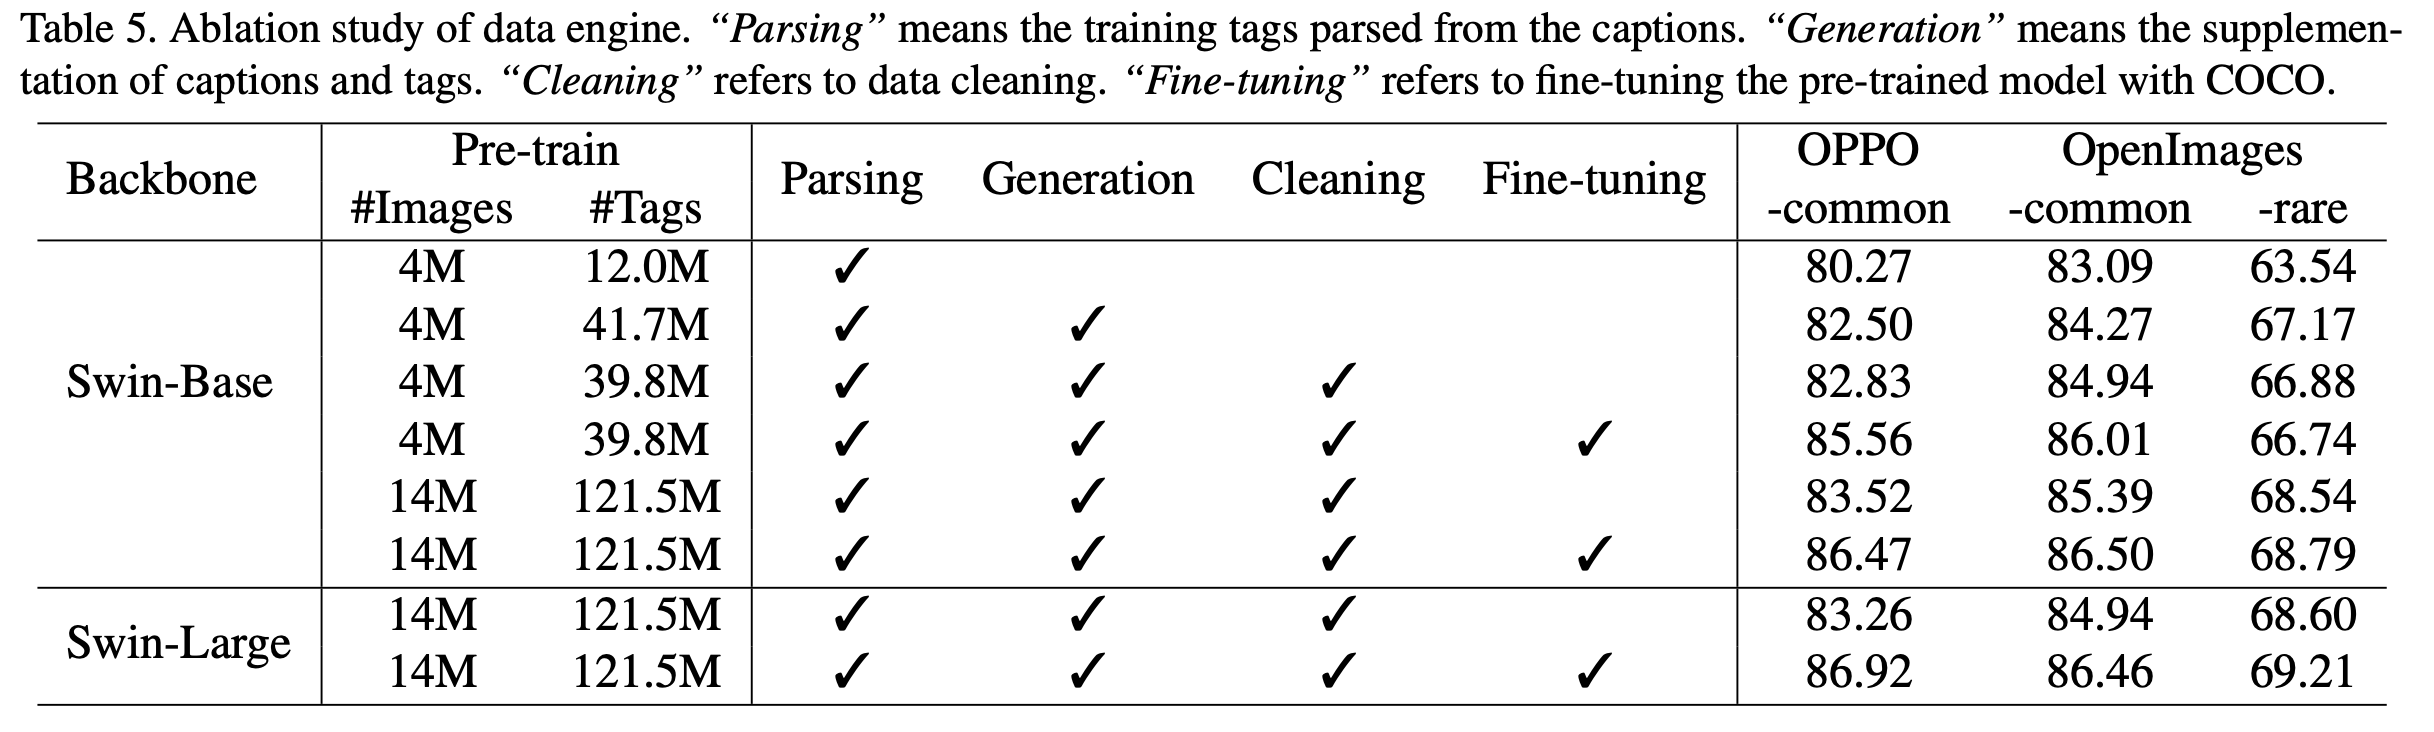 Table 5. Ablation study of data engine. “Parsing” means the training tags parsed from the captions. “Generation” means the supplemen-
tation of captions and tags. “Cleaning” refers to data cleaning. “Fine-tuning” refers to fine-tuning the pre-trained model with COCO.
Backbone Pre-train Parsing Generation Cleaning Fine-tuning OPPO OpenImages
#Images #Tags -common -common -rare
4M 12.0M ✓ 80.27 83.09 63.54
4M 41.7M ✓ ✓ 82.50 84.27 67.17
Swin-Base 4M 39.8M ✓ ✓ ✓ 82.83 84.94 66.88
4M 39.8M ✓ ✓ ✓ ✓ 85.56 86.01 66.74
14M 121.5M ✓ ✓ ✓ 83.52 85.39 68.54
14M 121.5M ✓ ✓ ✓ ✓ 86.47 86.50 68.79
Swin-Large 14M 121.5M ✓ ✓ ✓ 83.26 84.94 68.60
14M 121.5M ✓ ✓ ✓ ✓ 86.92 86.46 69.21